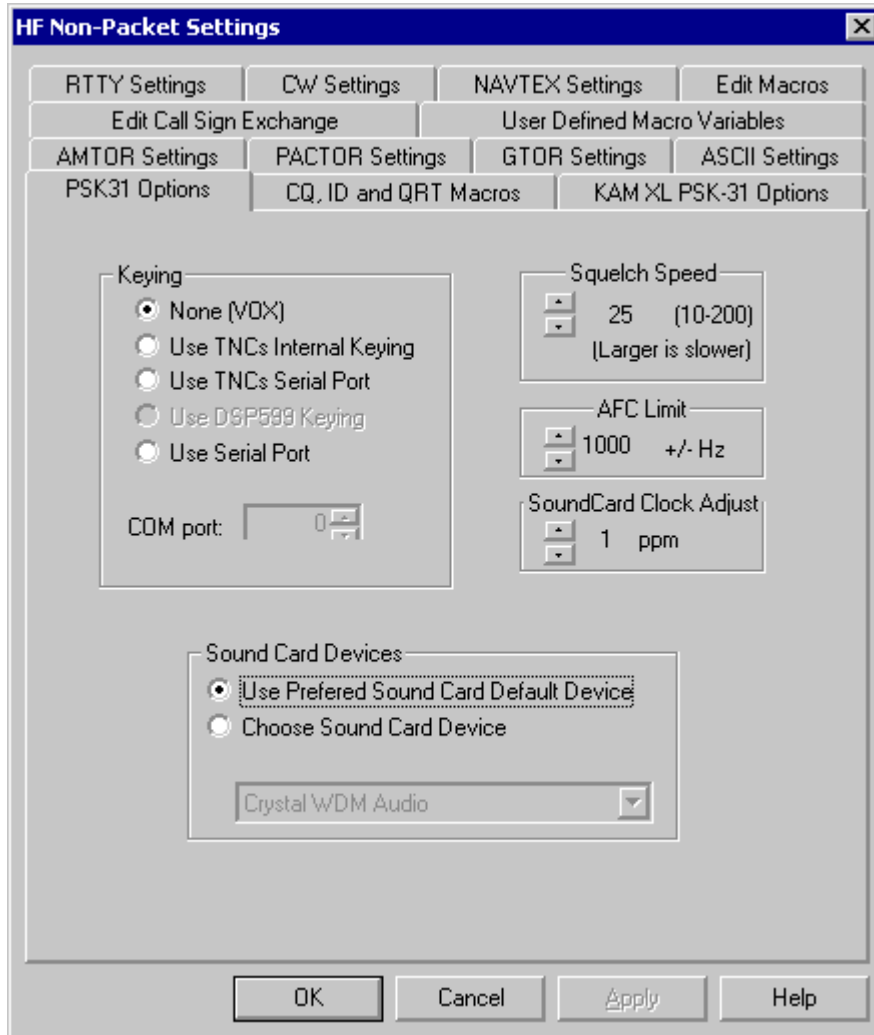 HF Non-Packet Settings
RTTY Settings CW Settings NAVTEX Settings Edit Macros
Edit Call Sign Exchange User Defined Macro Variables
AMTOR Settings PACTOR Settings GTOR Settings ASCII Settings
PSK31 Options CQ, ID and QRT Macros KAM XL PSK-31 Options
Keying
None (VOX)
Use TNCs Internal Keying
Use TNCs Serial Port
Use DSP599 Keying
Use Serial Port
COM port: 0
Squelch Speed
25 (10-200)
(Larger is slower)
AFC Limit
1000 +/- Hz
SoundCard Clock Adjust
1 ppm
Sound Card Devices
Use Prefered Sound Card Default Device
Choose Sound Card Device
Crystal WDM Audio
OK Cancel Apply Help